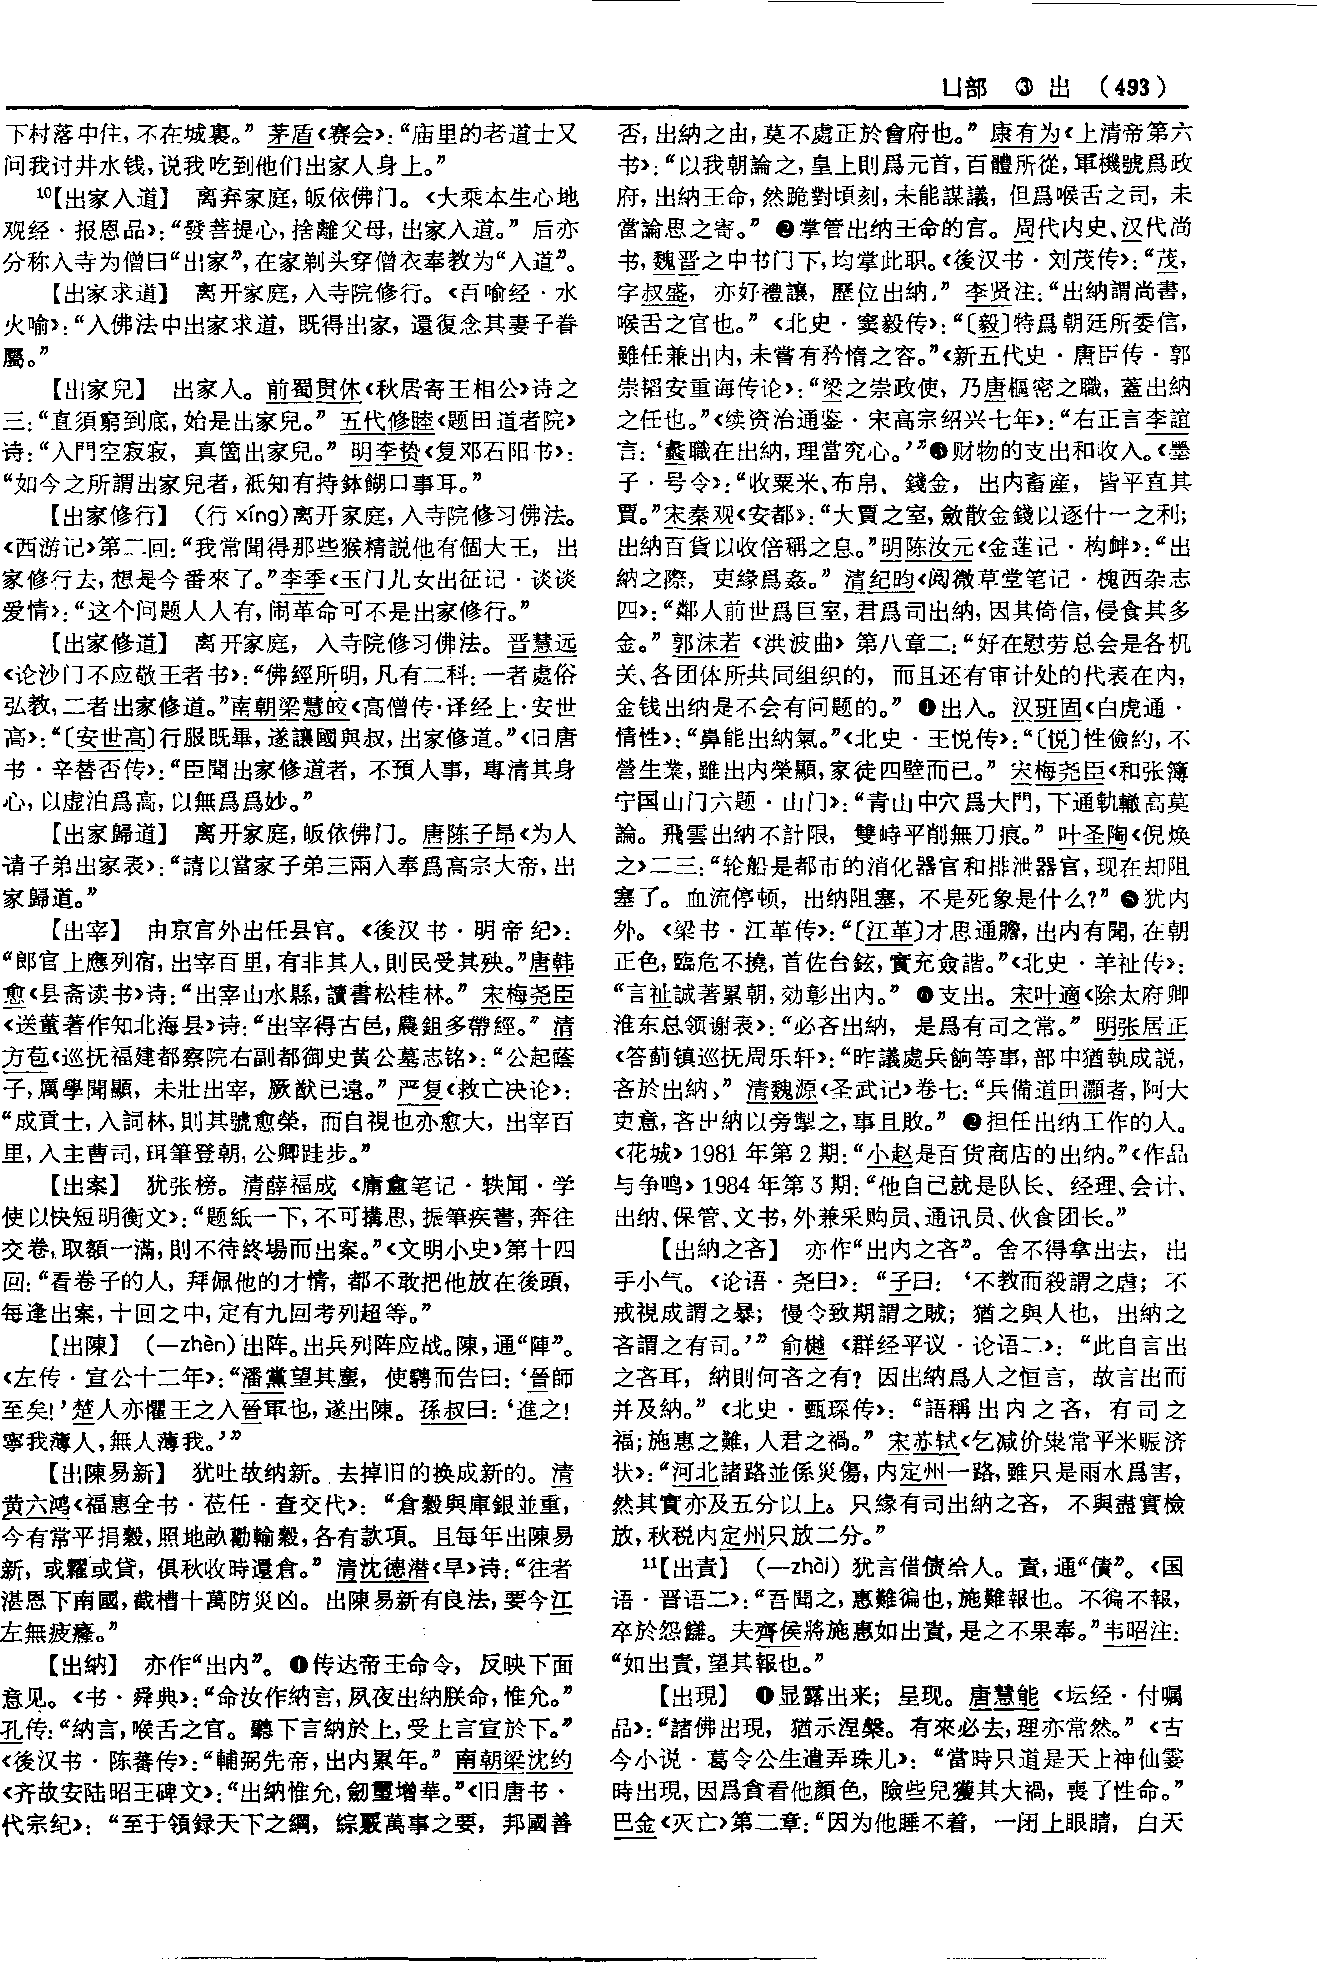 凵部 ③ 出 （493）
下村落中住，不在城裏。”茅盾《赛会》：“庙里的老道士又
问我讨井水钱，说我吃到他们出家人身上。”
10【出家入道】 离弃家庭，皈依佛门。《大乘本生心地
观经·报恩品》：“發菩提心，捨離父母，出家入道。”后亦
分称入寺为僧曰“出家”，在家剃头穿僧衣奉教为“入道”。
【出家求道】 离开家庭，入寺院修行。《百喻经·水
火喻》：“入佛法中出家求道，既得出家，還復念其妻子眷
屬。”
【出家兒】 出家人。前蜀贯休《秋居寄王相公》诗之
三：“直須窮到底，始是出家兒。”五代修睦《题田道者院》
诗：“入門空寂寂，真箇出家兒。”明李贽《复邓石阳书》：
“如今之所謂出家兒者，祇知有持鉢餬口事耳。”
【出家修行】 （行 xíng）离开家庭，入寺院修习佛法。
《西游记》第二回：“我常聞得那些猴精説他有個大王，出
家修行去，想是今番來了。”李季《玉门儿女出征记·谈谈
爱情》：“这个问题人人有，闹革命可不是出家修行。”
【出家修道】 离开家庭，入寺院修习佛法。晋慧远
《论沙门不应敬王者书》：“佛經所明，凡有二科：一者處俗
弘教，二者出家修道。”南朝梁慧皎《高僧传·译经上·安世
高》：“〔安世高〕行服既畢，遂讓國與叔，出家修道。”《旧唐
书·辛替否传》：“臣聞出家修道者，不預人事，專清其身
心，以虚泊爲高，以無爲爲妙。”
【出家歸道】 离开家庭，皈依佛门。唐陈子昂《为人
请子弟出家表》：“請以當家子弟三兩人奉爲高宗大帝，出
家歸道。”
【出宰】 由京官外出任县官。《後汉书·明帝纪》：
“郎官上應列宿，出宰百里，有非其人，則民受其殃。”唐韩
愈《县斋读书》诗：“出宰山水縣，讀書松桂林。”宋梅尧臣
《送董著作知北海县》诗：“出宰得古邑，農鉏多帶經。”清
方苞《巡抚福建都察院右副都御史黄公墓志铭》：“公起蔭
子，厲學聞顯，未壯出宰，厥猷已遠。”严复《救亡决论》：
“成貢士，入詞林，則其號愈榮，而自視也亦愈大，出宰百
里，入主曹司，珥筆登朝，公卿跬步。”
【出案】 犹张榜。清薛福成《庸盦笔记·轶闻·学
使以快短明衡文》：“题紙一下，不可搆思，振筆疾書，奔往
交卷，取額一滿，則不待終場而出案。”《文明小史》第十四
回：“看卷子的人，拜佩他的才情，都不敢把他放在後頭，
每逢出案，十回之中，定有九回考列超等。”
【出陳】 （—zhèn）出阵。出兵列阵应战。陳，通“陣”。
《左传·宣公十二年》：“潘黨望其塵，使騁而告曰：‘晉師
至矣！’楚人亦懼王之入晉軍也，遂出陳。孫叔曰：‘進之！
寧我薄人，無人薄我。’”
【出陳易新】 犹吐故纳新。去掉旧的换成新的。清
黄六鸿《福惠全书·莅任·查交代》：“倉穀與庫銀並重，
今有常平捐穀，照地畝勸輸穀，各有款項。且每年出陳易
新，或糶或貸，俱秋收時還倉。”清沈德潜《旱》诗：“往者
湛恩下南國，截槽十萬防災凶。出陳易新有良法，要今江
左無疲癃。”
【出納】 亦作“出内”。❶传达帝王命令，反映下面
意见。《书·舜典》：“命汝作納言，夙夜出納朕命，惟允。”
孔传：“納言，喉舌之官。聽下言納於上，受上言宣於下。”
《後汉书·陈蕃传》：“輔弼先帝，出内累年。”南朝梁沈约
《齐故安陆昭王碑文》：“出納惟允，劒璽增華。”《旧唐书·
代宗纪》：“至于領録天下之綱，綜覈萬事之要，邦國善
否，出納之由，莫不處正於會府也。”康有为《上清帝第六
书》：“以我朝論之，皇上則爲元首，百體所從，軍機號爲政
府，出納王命，然跪對頃刻，未能謀議，但爲喉舌之司，未
當論思之寄。”❷掌管出纳王命的官。周代内史、汉代尚
书，魏晋之中书门下，均掌此职。《後汉书·刘茂传》：“茂，
字叔盛，亦好禮讓，歷位出納。”李贤注：“出納謂尚書，
喉舌之官也。”《北史·窦毅传》：“〔毅〕特爲朝廷所委信，
雖任兼出内，未嘗有矜惰之容。”《新五代史·唐臣传·郭
崇韬安重诲传论》：“梁之崇政使，乃唐樞密之職，蓋出納
之任也。”《续资治通鉴·宋高宗绍兴七年》：“右正言李誼
言：‘蠡職在出納，理當究心。’”❸财物的支出和收入。《墨
子·号令》：“收粟米、布帛、錢金，出内畜産，皆平直其
賈。”宋秦观《安都》：“大賈之室，斂散金錢以逐什一之利；
出納百貨以收倍稱之息。”明陈汝元《金莲记·构衅》：“出
納之際，吏緣爲姦。”清纪昀《阅微草堂笔记·槐西杂志
四》：“鄰人前世爲巨室，君爲司出納，因其倚信，侵食其多
金。”郭沫若《洪波曲》第八章二：“好在慰劳总会是各机
关、各团体所共同组织的，而且还有审计处的代表在内，
金钱出纳是不会有问题的。”❹出入。汉班固《白虎通·
情性》：“鼻能出納氣。”《北史·王悦传》：“〔悦〕性儉約，不
營生業，雖出内榮顯，家徒四壁而已。”宋梅尧臣《和张簿
宁国山门六题·山门》：“青山中穴爲大門，下通軌轍高莫
論。飛雲出納不計限，雙峙平削無刀痕。”叶圣陶《倪焕
之》二三：“轮船是都市的消化器官和排泄器官，现在却阻
塞了。血流停顿，出纳阻塞，不是死象是什么？”❺犹内
外。《梁书·江革传》：“〔江革〕才思通贍，出内有聞，在朝
正色，臨危不撓，首佐台鉉，實充僉諧。”《北史·羊祉传》：
“言祉誠著累朝，効彰出内。”❻支出。宋叶適《除太府卿
淮东总领谢表》：“必吝出納，是爲有司之常。”明张居正
《答蓟镇巡抚周乐轩》：“昨議處兵餉等事，部中猶執成説，
吝於出納。”清魏源《圣武记》卷七：“兵備道田灝者，阿大
吏意，吝出納以旁掣之，事且敗。”❼担任出纳工作的人。
《花城》1981年第2期：“小赵是百货商店的出纳。”《作品
与争鸣》1984年第3期：“他自己就是队长、经理、会计、
出纳、保管、文书，外兼采购员、通讯员、伙食团长。”
【出納之吝】 亦作“出内之吝”。舍不得拿出去，出
手小气。《论语·尧曰》：“子曰：‘不教而殺謂之虐；不
戒視成謂之暴；慢令致期謂之賊；猶之與人也，出納之
吝謂之有司。’”俞樾《群经平议·论语二》：“此自言出
之吝耳，納則何吝之有？因出納爲人之恒言，故言出而
并及納。”《北史·甄琛传》：“語稱出内之吝，有司之
福；施惠之難，人君之禍。”宋苏轼《乞减价粜常平米赈济
状》：“河北諸路並係災傷，内定州一路，雖只是雨水爲害，
然其實亦及五分以上。只緣有司出納之吝，不與盡實檢
放，秋税内定州只放二分。”
11【出責】 （—zhài）犹言借债给人。責，通“債”。《国
语·晋语二》：“吾聞之，惠難徧也，施難報也。不徧不報，
卒於怨讎。夫齊侯將施惠如出責，是之不果奉。”韦昭注：
“如出責，望其報也。”
【出現】 ❶显露出来；呈现。唐慧能《坛经·付嘱
品》：“諸佛出現，猶示涅槃。有來必去，理亦常然。”《古
今小说·葛令公生遣弄珠儿》：“當時只道是天上神仙霎
時出現，因爲貪看他顔色，險些兒獲其大禍，喪了性命。”
巴金《灭亡》第二章：“因为他睡不着，一闭上眼睛，白天